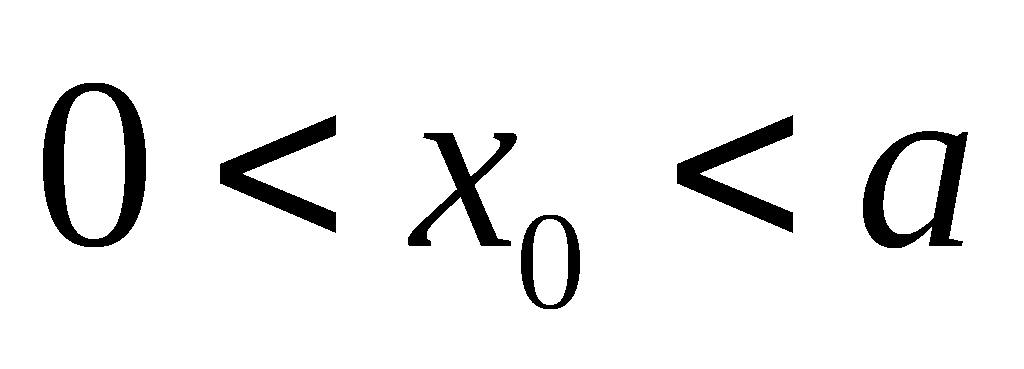 0 < x₀ < a